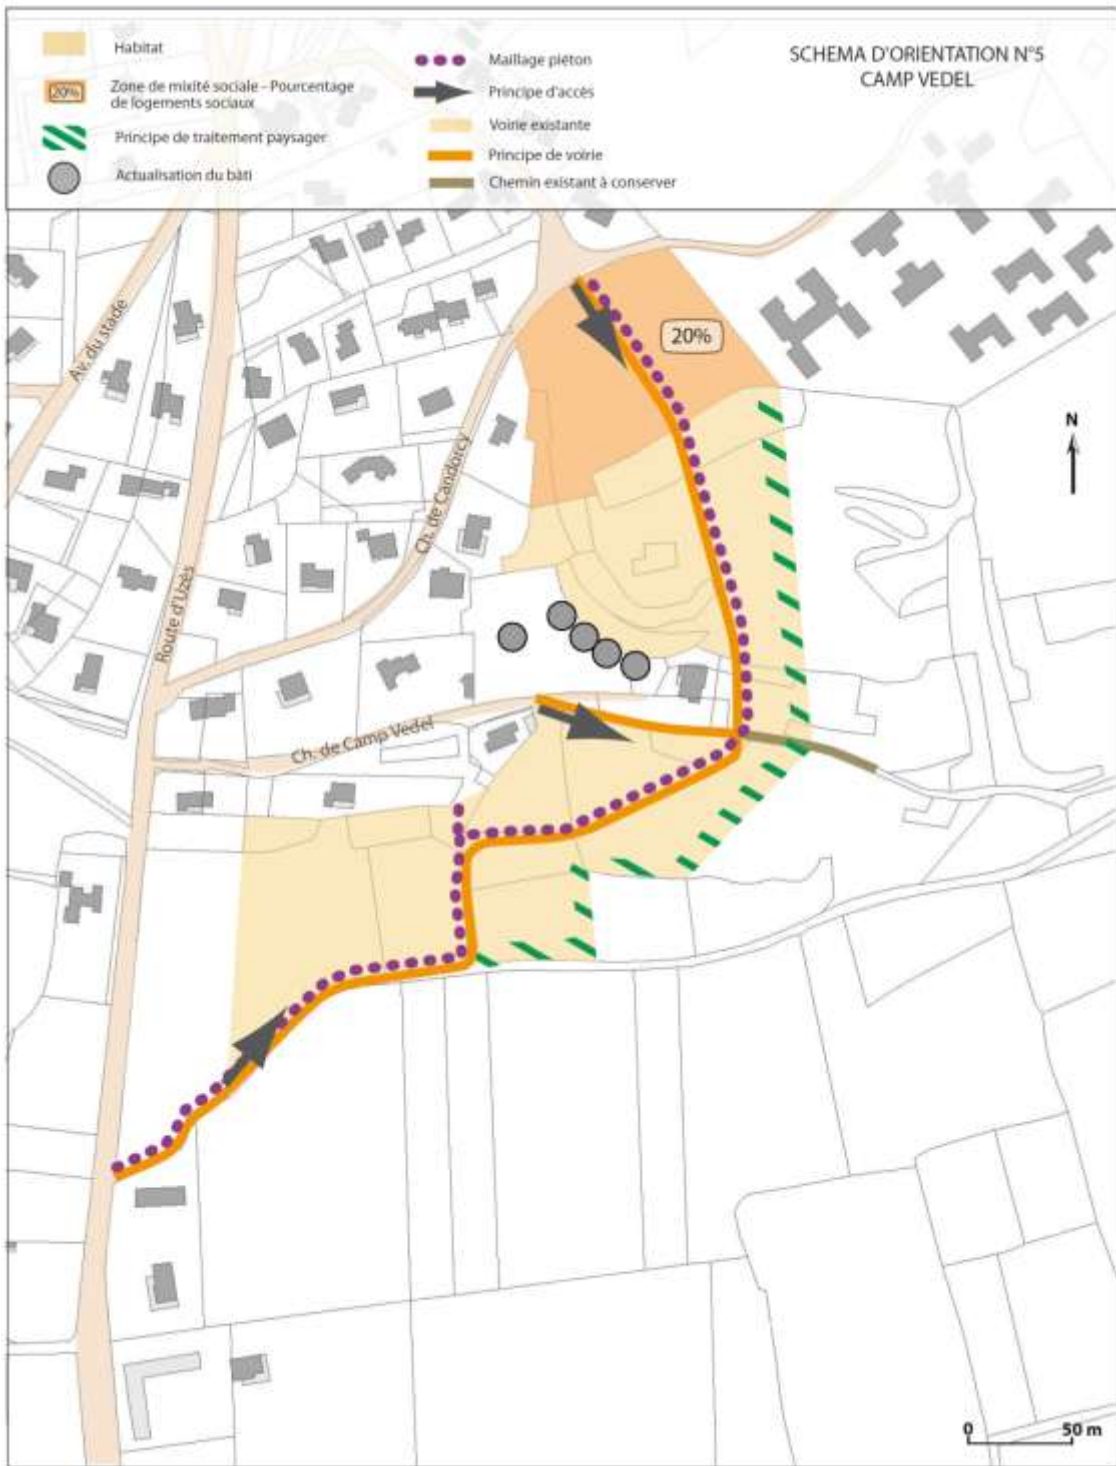 SCHEMA D'ORIENTATION N°5
CAMP VEDEL
Habitat
20%
Zone de mixité sociale - Pourcentage
de logements sociaux
Principe de traitement paysager
Actualisation du bâti
Maillage piéton
Principe d'accès
Voirie existante
Principe de voirie
Chemin existant à conserver
20%
Av. du stade
N
Ch. de Candorcy
Route d'Uzès
Ch. de Camp Vedel
0 50 m